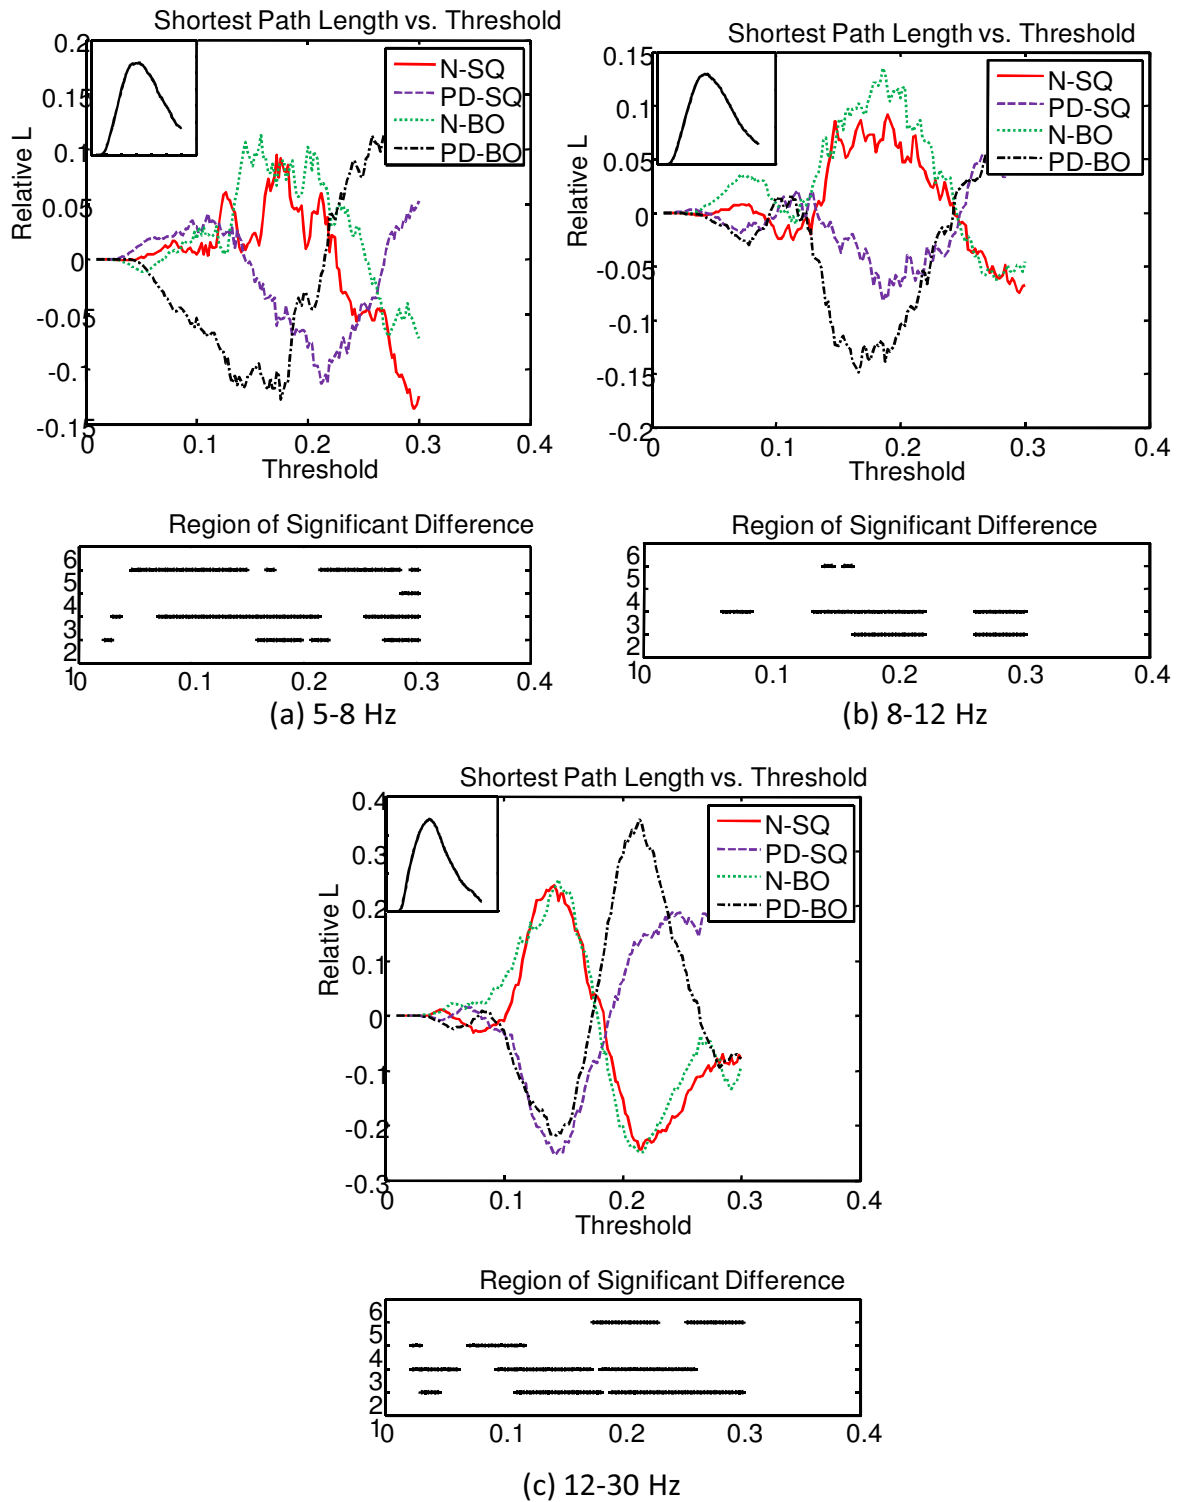 Shortest Path Length vs. Threshold
0.2
0.15
0.1
0.05
0
-0.05
-0.1
-0.15
Relative L
N-SQ
PD-SQ
N-BO
PD-BO
0 0.1 0.2 0.3 0.4
Threshold
Region of Significant Difference
6
5
4
3
2
1
0 0.1 0.2 0.3 0.4
(a) 5-8 Hz
Shortest Path Length vs. Threshold
0.15
0.1
0.05
0
-0.05
-0.1
-0.15
-0.2
Relative L
N-SQ
PD-SQ
N-BO
PD-BO
0 0.1 0.2 0.3 0.4
Threshold
Region of Significant Difference
6
5
4
3
2
1
0 0.1 0.2 0.3 0.4
(b) 8-12 Hz
Shortest Path Length vs. Threshold
0.4
0.3
0.2
0.1
0
-0.1
-0.2
-0.3
Relative L
N-SQ
PD-SQ
N-BO
PD-BO
0 0.1 0.2 0.3 0.4
Threshold
Region of Significant Difference
6
5
4
3
2
1
0 0.1 0.2 0.3 0.4
(c) 12-30 Hz